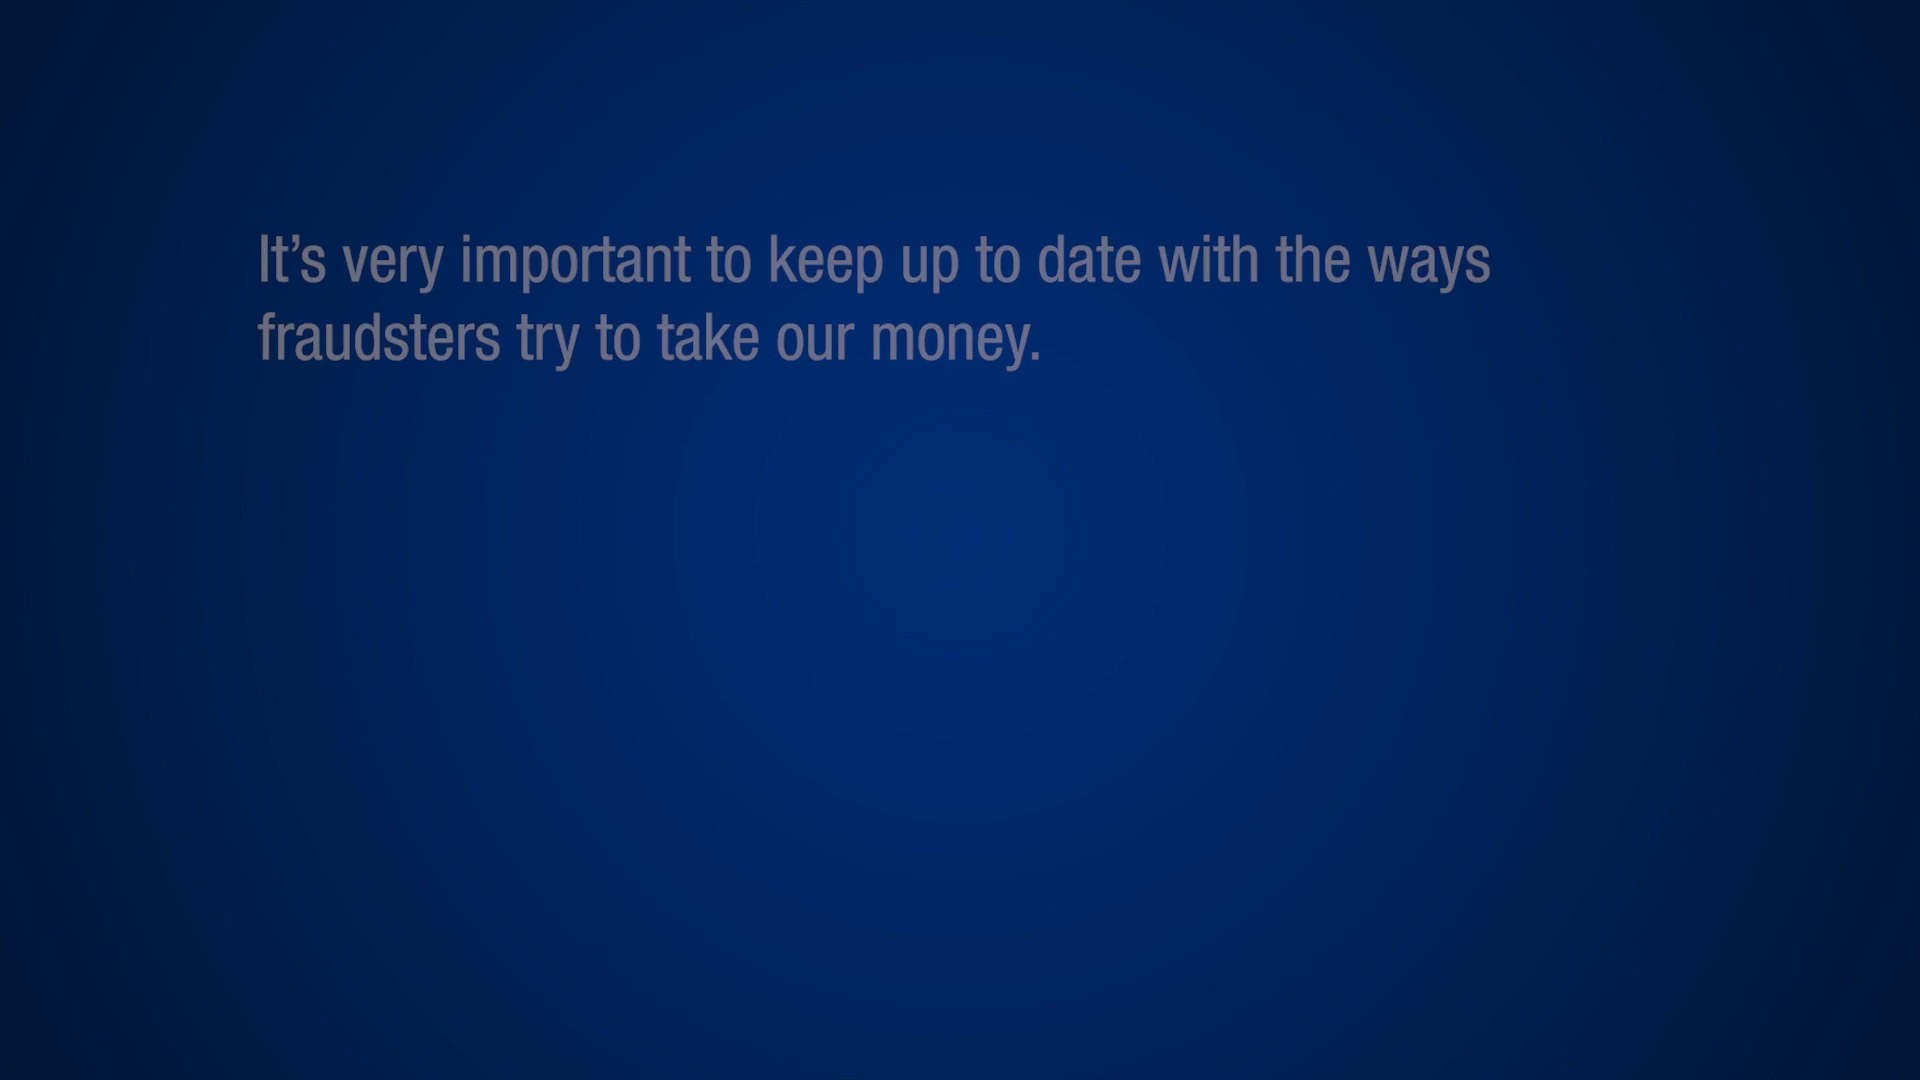 It’s very important to keep up to date with the ways
fraudsters try to take our money.